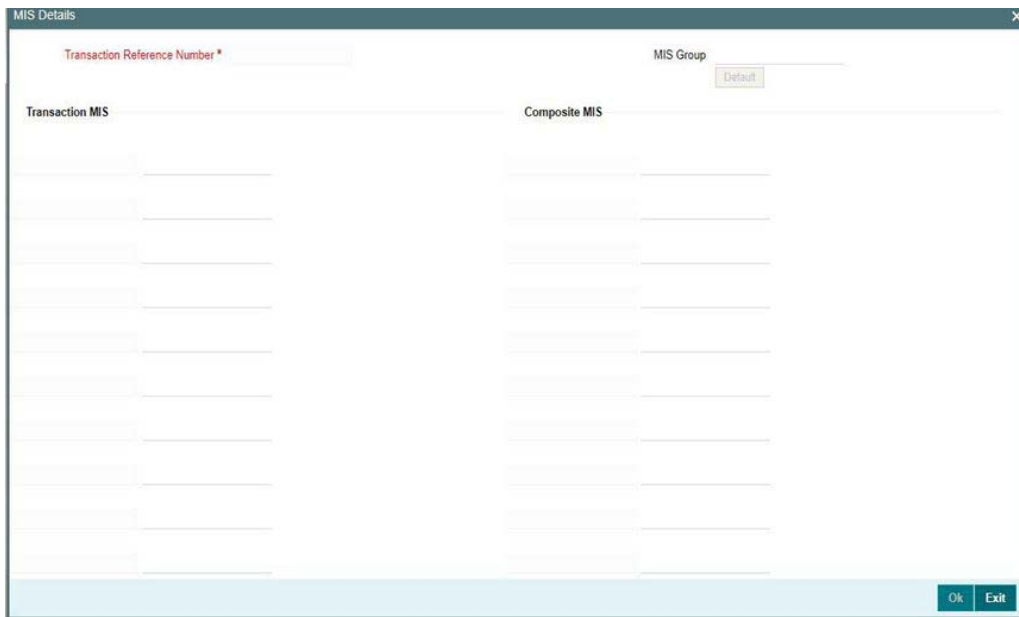 MIS Details
Transaction Reference Number *
MIS Group
Default
Transaction MIS
Composite MIS
Ok Exit